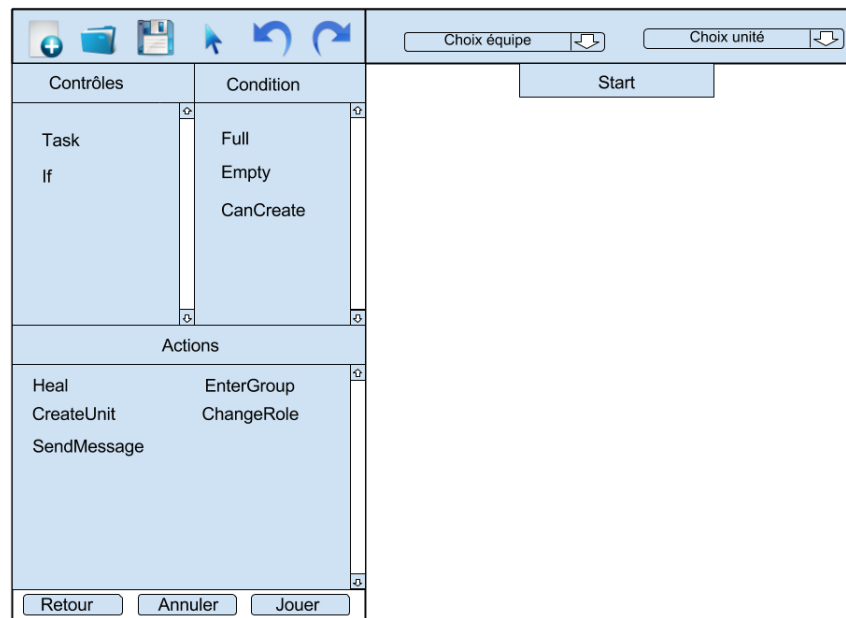 Choix équipe
Choix unité
Contrôles
Condition
Start
Task
If
Full
Empty
CanCreate
Actions
Heal
EnterGroup
CreateUnit
ChangeRole
SendMessage
Retour
Annuler
Jouer